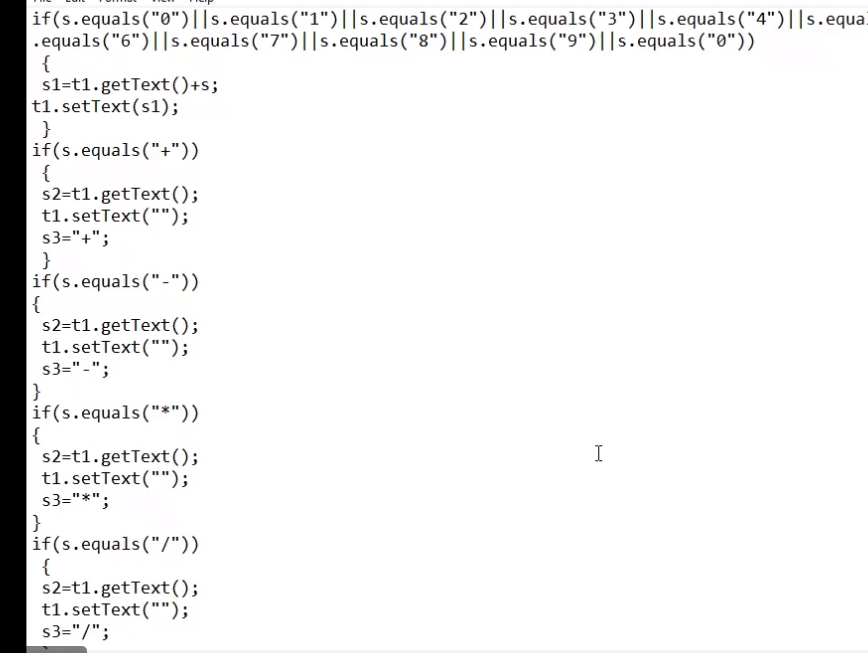 if(s.equals("0")||s.equals("1")||s.equals("2")||s.equals("3")||s.equals("4")||s.equa
.equals("6")||s.equals("7")||s.equals("8")||s.equals("9")||s.equals("0"))
{
s1=t1.getText()+s;
t1.setText(s1);
}
if(s.equals("+"))
{
s2=t1.getText();
t1.setText("");
s3="+";
}
if(s.equals("-"))
{
s2=t1.getText();
t1.setText("");
s3="-";
}
if(s.equals("*"))
{
s2=t1.getText();
t1.setText("");
s3="*";
}
if(s.equals("/"))
{
s2=t1.getText();
t1.setText("");
s3="/";